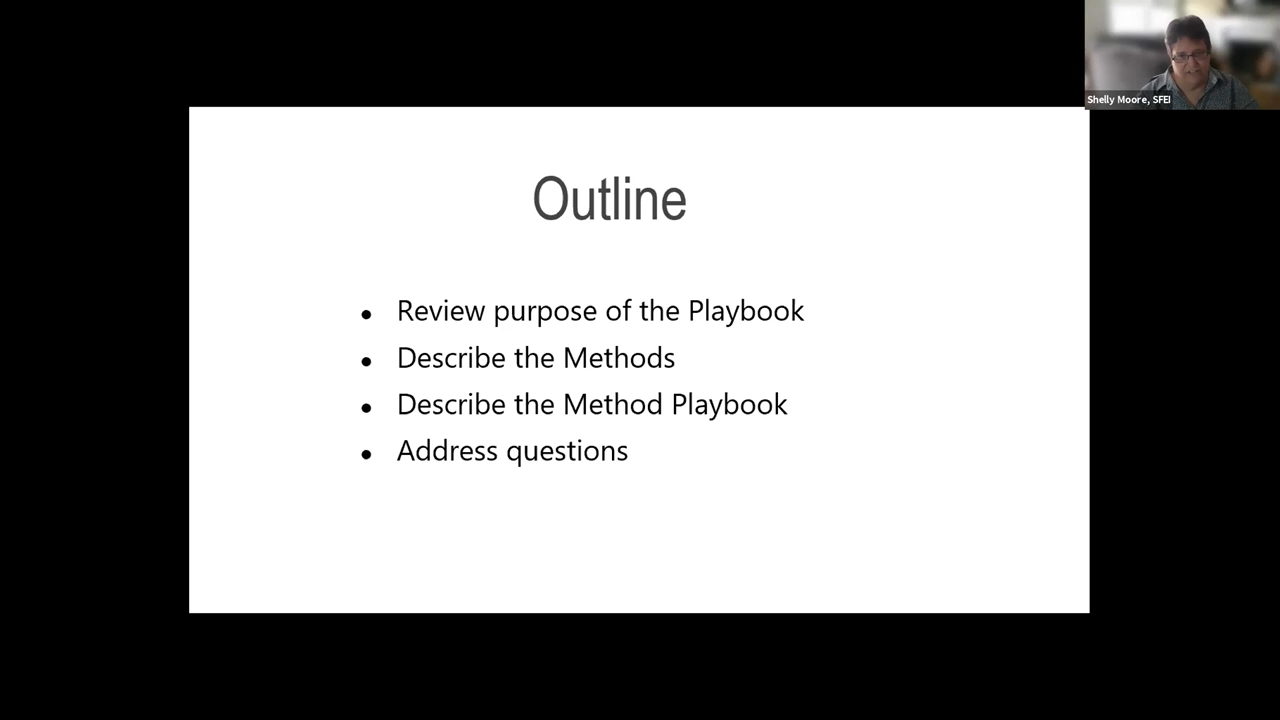 Shelly Moore, SFEI
Outline
● Review purpose of the Playbook
● Describe the Methods
● Describe the Method Playbook
● Address questions